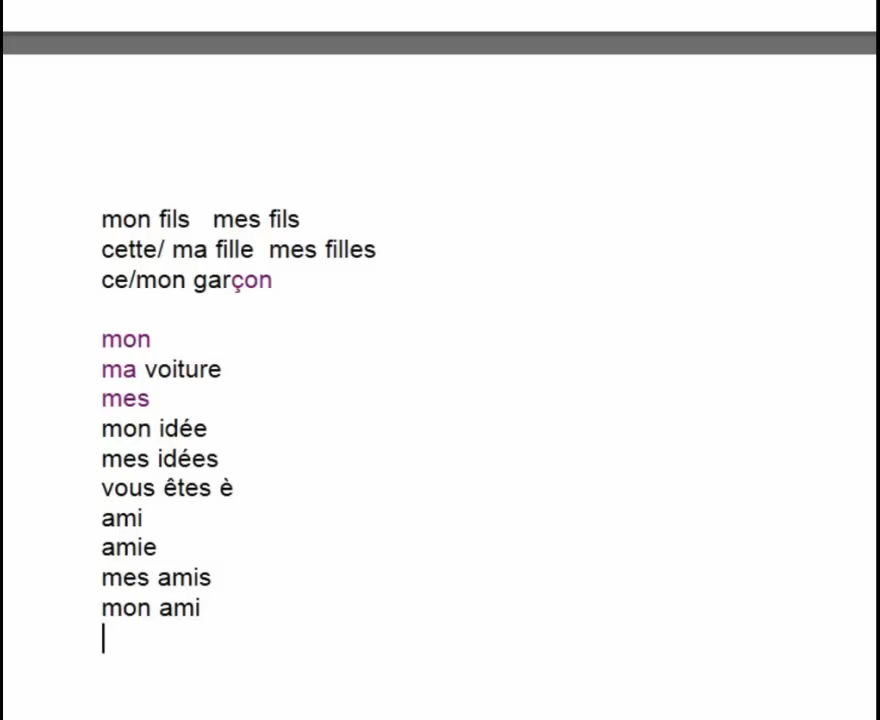 mon fils   mes fils
cette/ ma fille  mes filles
ce/mon garçon
mon
ma voiture
mes
mon idée
mes idées
vous êtes è
ami
amie
mes amis
mon ami